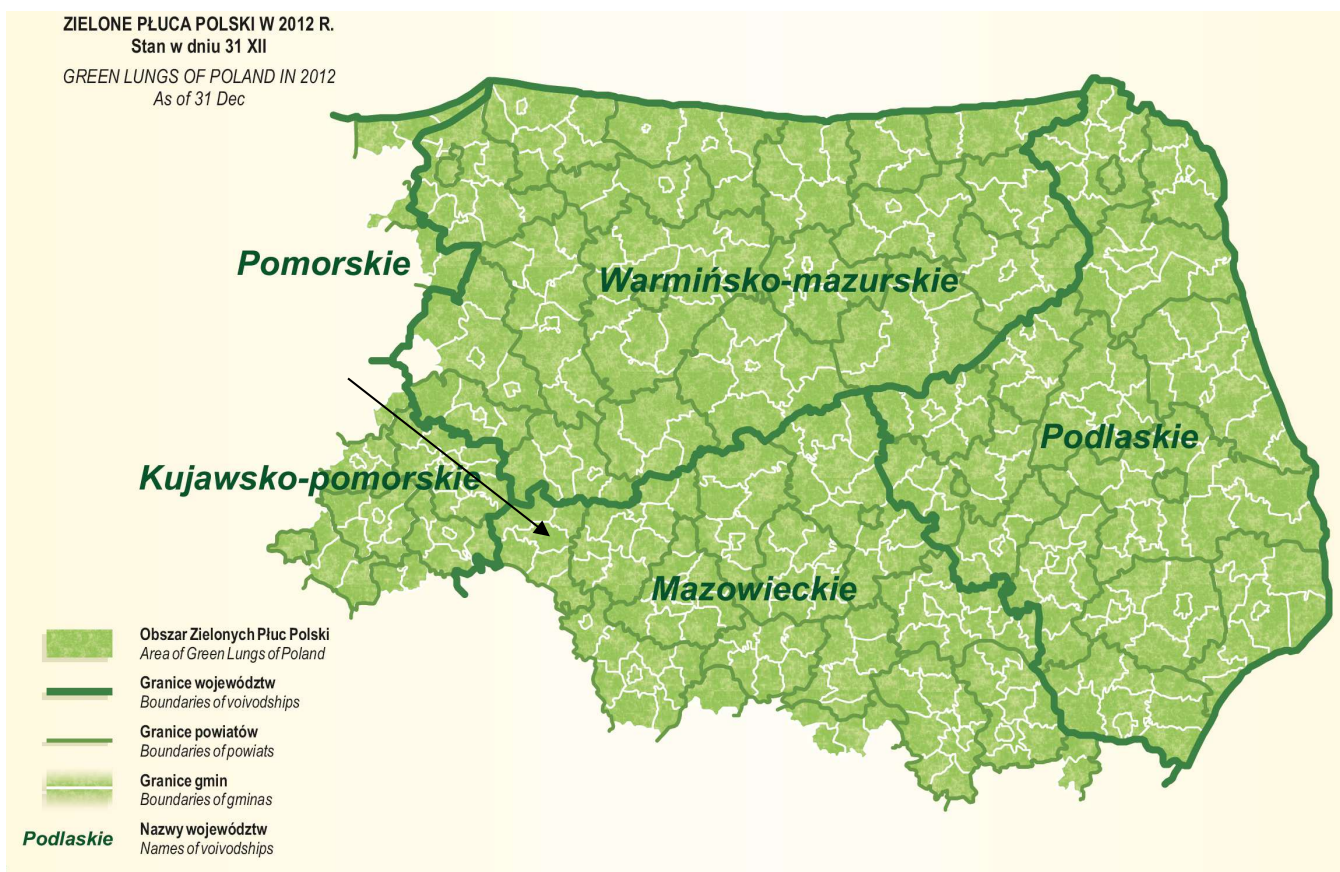 ZIELONE PŁUCA POLSKI W 2012 R.
Stan w dniu 31 XII
GREEN LUNGS OF POLAND IN 2012
As of 31 Dec
Pomorskie
Warmińsko-mazurskie
Podlaskie
Kujawsko-pomorskie
Mazowieckie
Obszar Zielonych Płuc Polski
Area of Green Lungs of Poland
Granice województw
Boundaries of voivodships
Granice powiatów
Boundaries of powiats
Granice gmin
Boundaries of gminas
Podlaskie
Nazwy województw
Names of voivodships